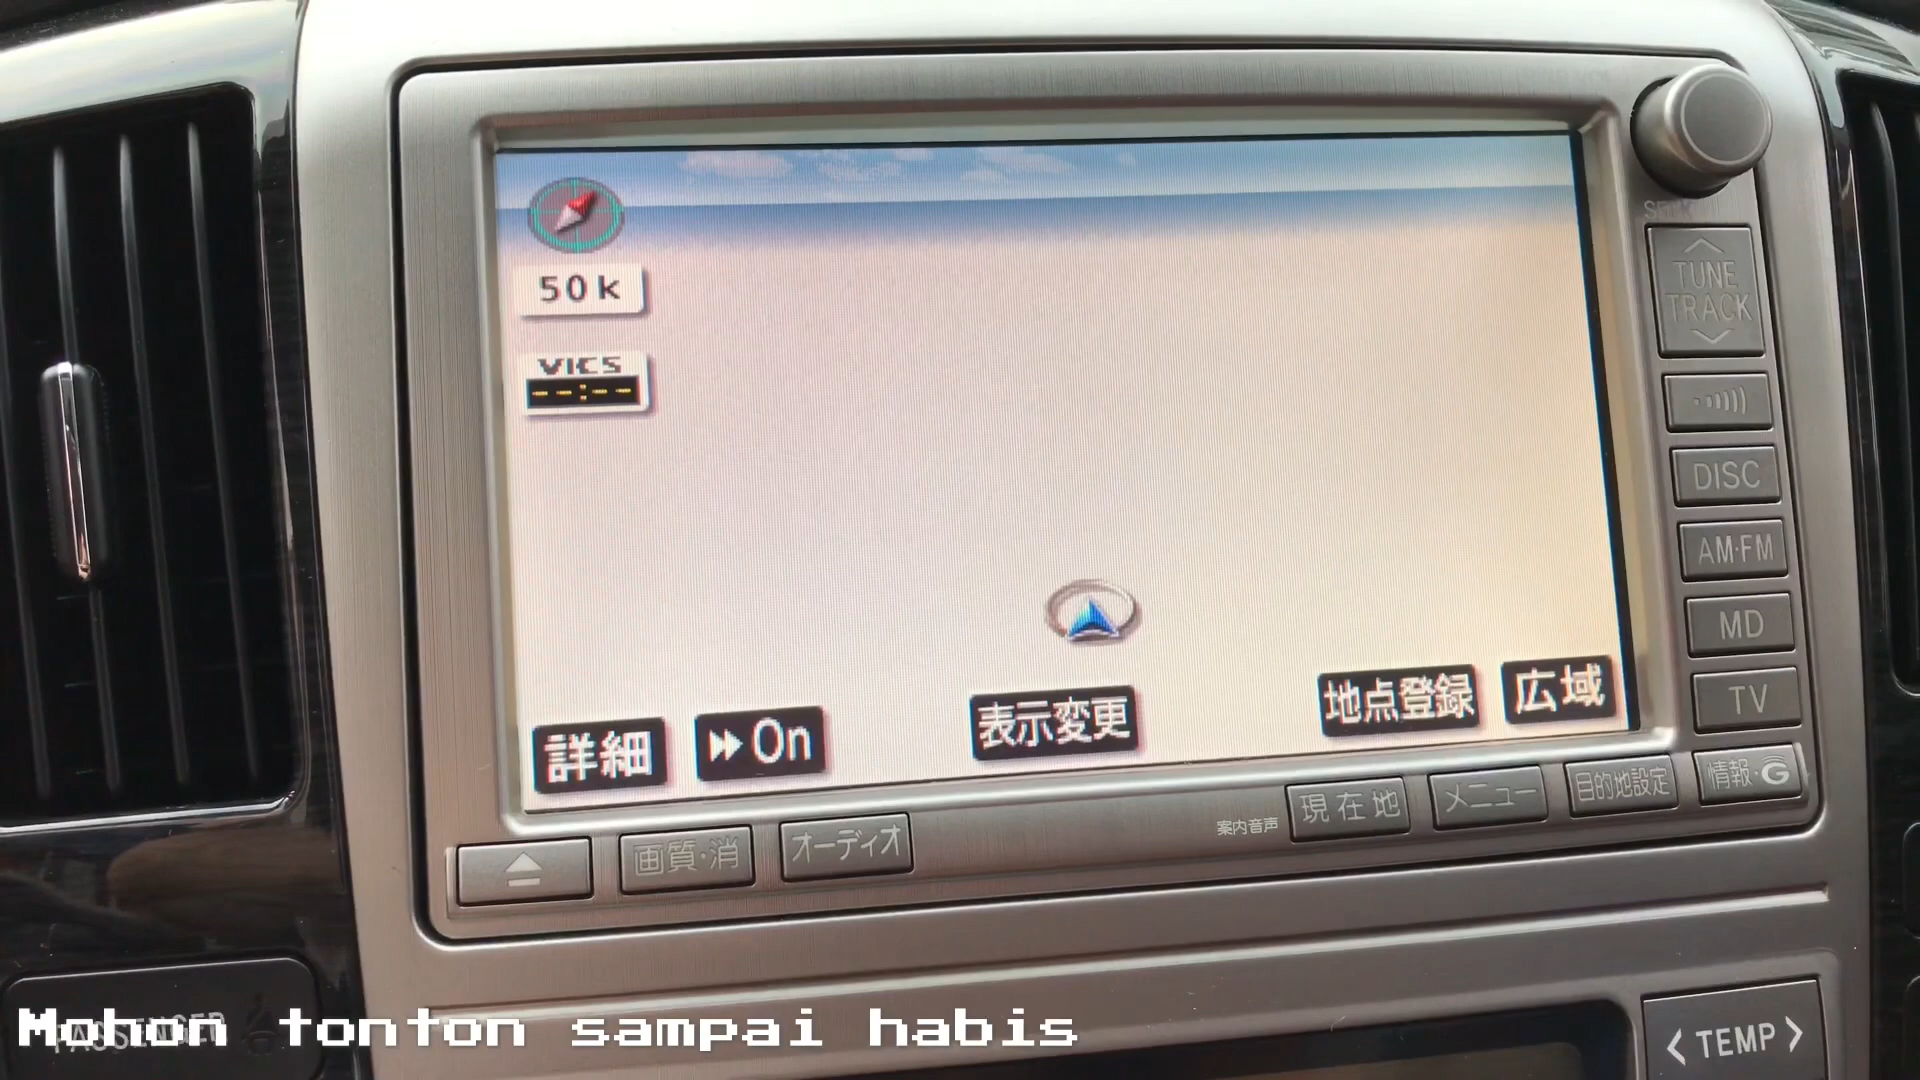 50k
VICS
--:--
詳細
On
表示変更
地点登録
広域
TUNE
TRACK
DISC
AM·FM
MD
TV
情報·G
目的地設定
メニュー
現在地
案内音声
オーディオ
画質·消
PASSENGER
< TEMP >
Mohon tonton sampai habis